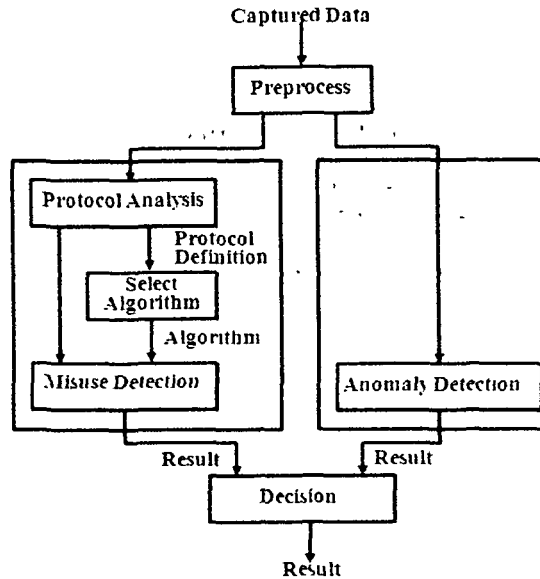 Captured Data
Preprocess
Protocol Analysis
Protocol
Definition
Select
Algorithm
Algorithm
Misuse Detection
Anomaly Detection
Result
Result
Decision
Result